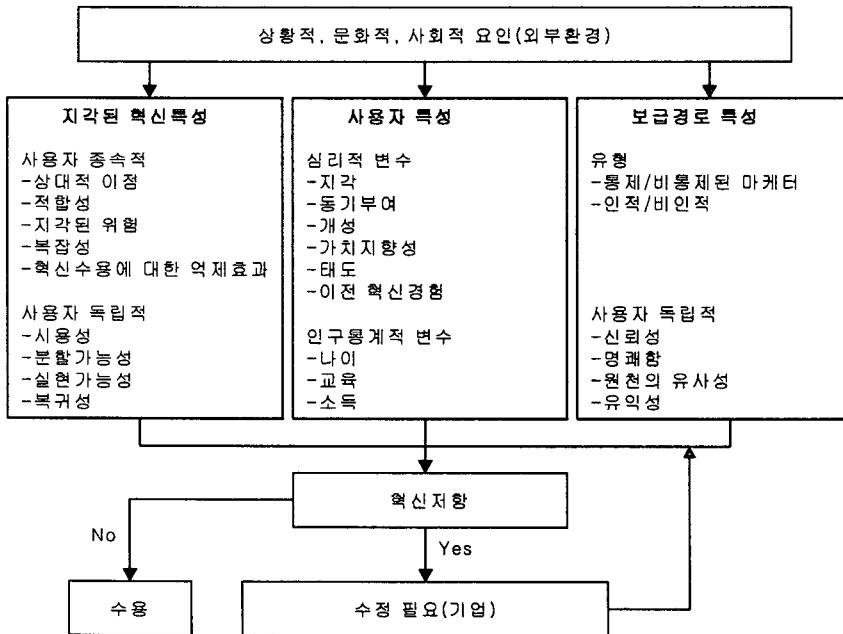 상황적, 문화적, 사회적 요인(외부환경)
지각된 혁신특성
사용자 종속적
-상대적 이점
-적합성
-지각된 위험
-복잡성
-혁신수용에 대한 억제효과
사용자 독립적
-시용성
-분할가능성
-실현가능성
-복귀성
사용자 특성
심리적 변수
-지각
-동기부여
-개성
-가치지향성
-태도
-이전 혁신경험
인구통계적 변수
-나이
-교육
-소득
보급경로 특성
유형
-통제/비통제된 마케터
-인적/비인적
사용자 독립적
-신뢰성
-명쾌함
-원천의 유사성
-유익성
혁신저항
No
Yes
수용
수정 필요(기업)